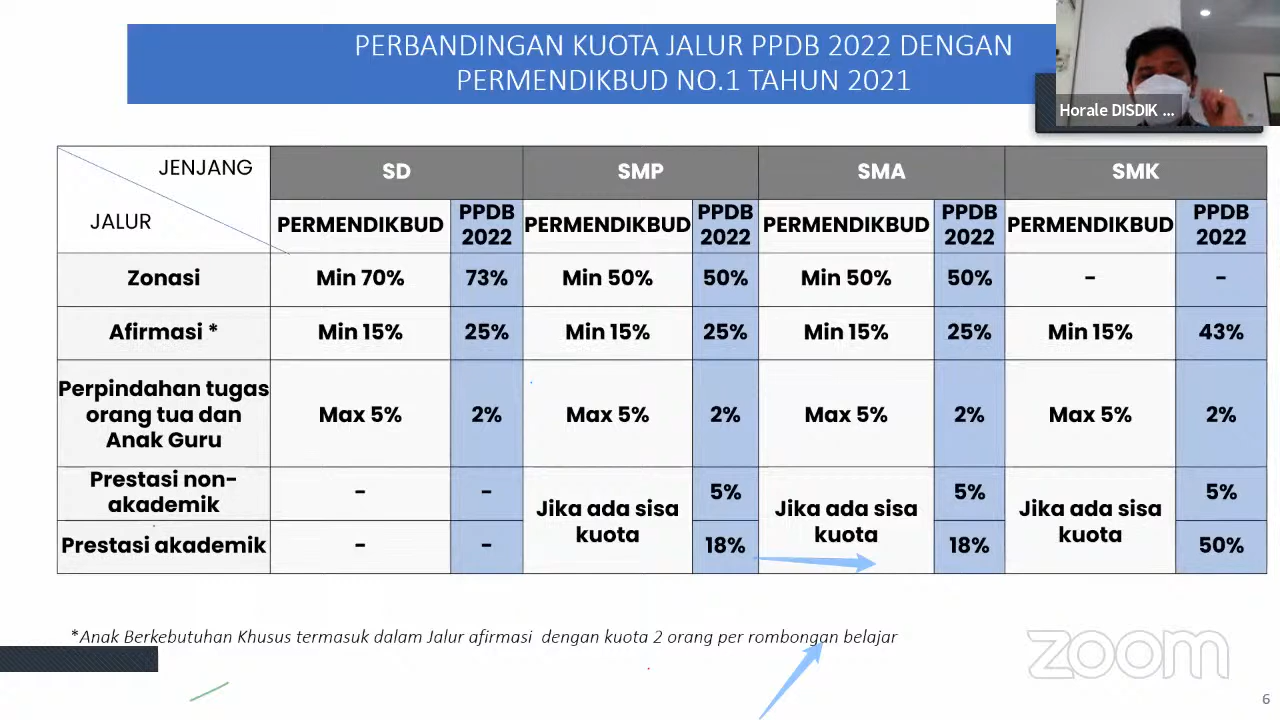 PERBANDINGAN KUOTA JALUR PPDB 2022 DENGAN
PERMENDIKBUD NO.1 TAHUN 2021
Horale DISDIK ...
JENJANG
JALUR
SD
SMP
SMA
SMK
PERMENDIKBUD
PPDB
2022
PERMENDIKBUD
PPDB
2022
PERMENDIKBUD
PPDB
2022
PERMENDIKBUD
PPDB
2022
Zonasi
Min 70%
73%
Min 50%
50%
Min 50%
50%
-
-
Afirmasi *
Min 15%
25%
Min 15%
25%
Min 15%
25%
Min 15%
43%
Perpindahan tugas
orang tua dan
Anak Guru
Max 5%
2%
Max 5%
2%
Max 5%
2%
Max 5%
2%
Prestasi non-
akademik
-
-
Jika ada sisa
kuota
5%
Jika ada sisa
kuota
5%
Jika ada sisa
kuota
5%
Prestasi akademik
-
-
18%
18%
50%
*Anak Berkebutuhan Khusus termasuk dalam Jalur afirmasi dengan kuota 2 orang per rombongan belajar
zoom
6